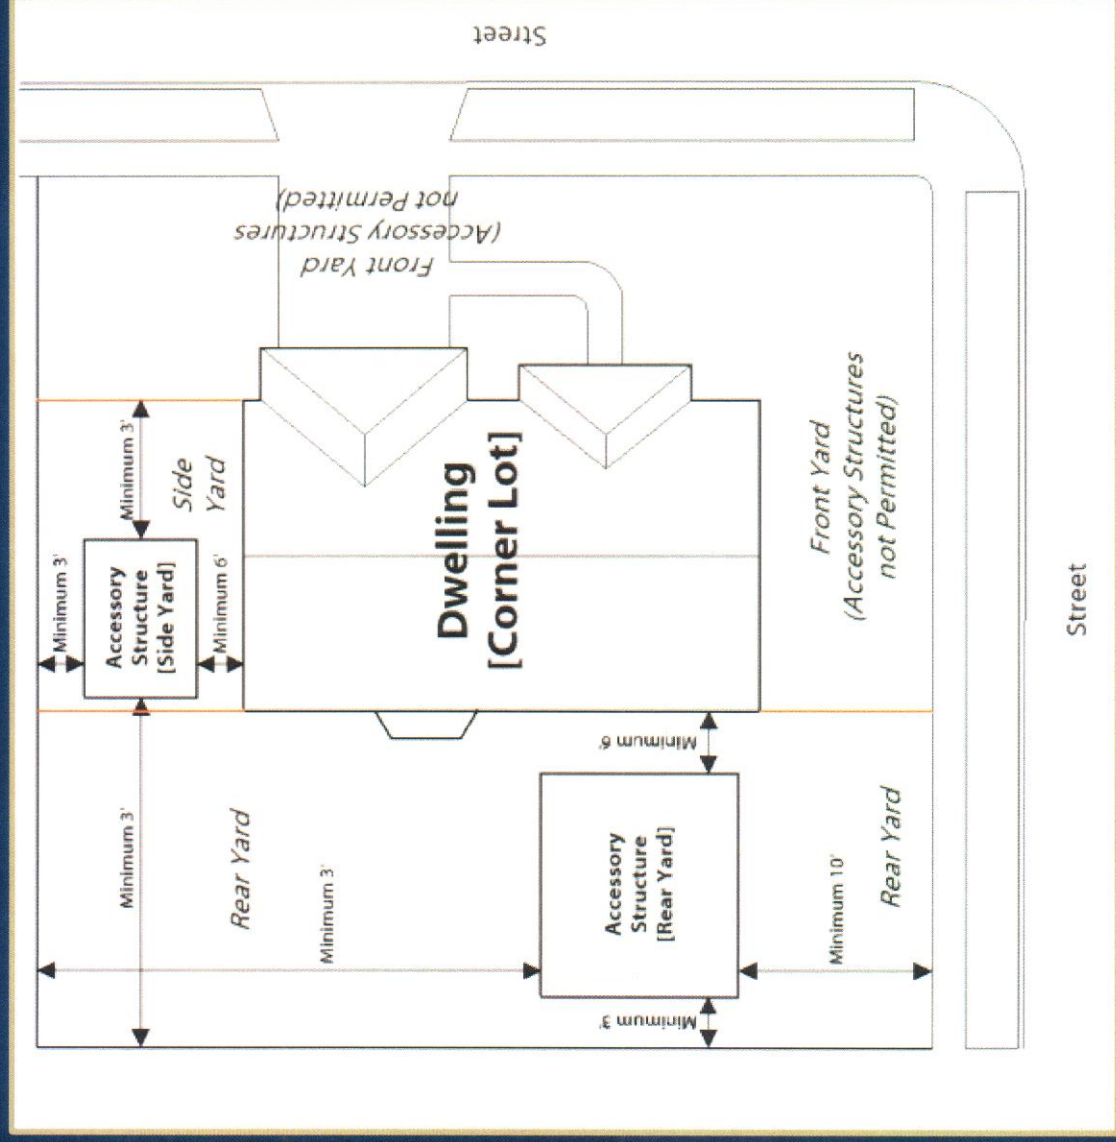 Street
Front Yard
(Accessory Structures
not Permitted)
Minimum 3'
Side
Yard
Minimum 3'
Accessory
Structure
[Side Yard]
Minimum 6'
Dwelling
[Corner Lot]
Front Yard
(Accessory Structures
not Permitted)
Street
Minimum 3'
Rear Yard
Minimum 3'
Minimum 6'
Accessory
Structure
[Rear Yard]
Minimum 3'
Minimum 10'
Rear Yard